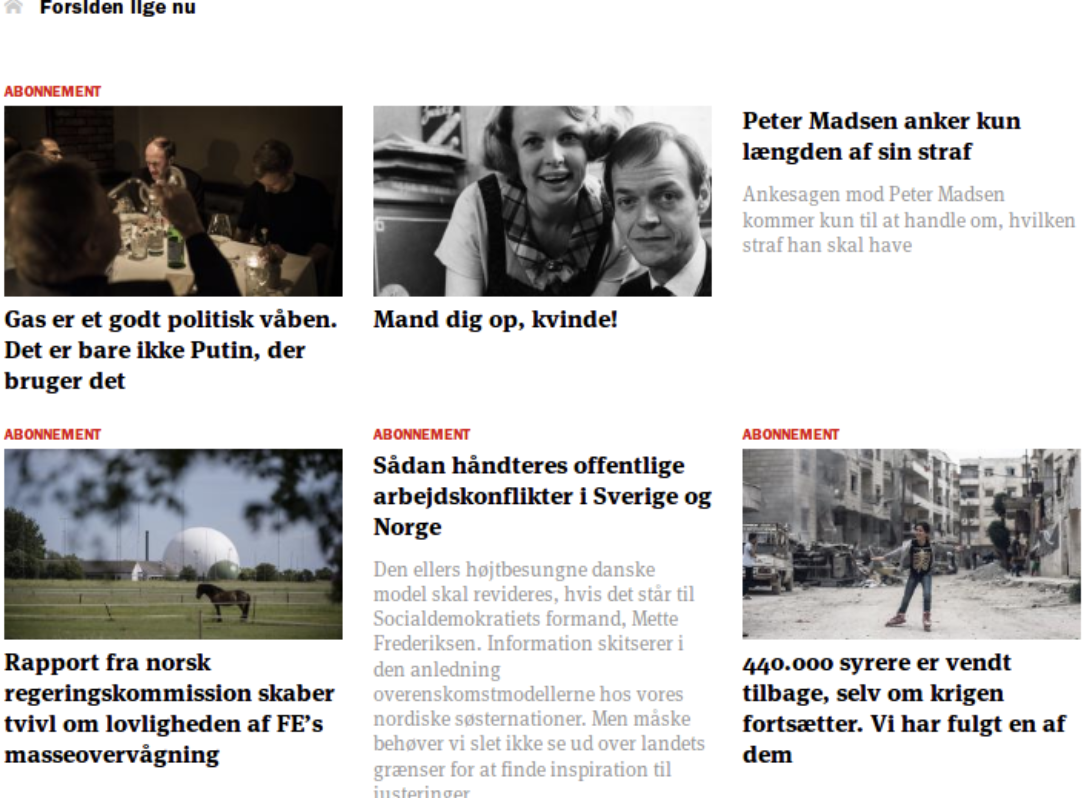 Forsiden lige nu
ABONNEMENT
Gas er et godt politisk våben.
Det er bare ikke Putin, der
bruger det
Mand dig op, kvinde!
Peter Madsen anker kun
længden af sin straf
Ankesagen mod Peter Madsen
kommer kun til at handle om, hvilken
straf han skal have
ABONNEMENT
Rapport fra norsk
regeringskommission skaber
tvivl om lovligheden af FE’s
masseovervågning
ABONNEMENT
Sådan håndteres offentlige
arbejdskonflikter i Sverige og
Norge
Den ellers højtbesungne danske
model skal revideres, hvis det står til
Socialdemokratiets formand, Mette
Frederiksen. Information skitserer i
den anledning
overenskomstmodellerne hos vores
nordiske søsternationer. Men måske
behøver vi slet ikke se ud over landets
grænser for at finde inspiration til
justeringer
ABONNEMENT
440.000 syrere er vendt
tilbage, selv om krigen
fortsætter. Vi har fulgt en af
dem